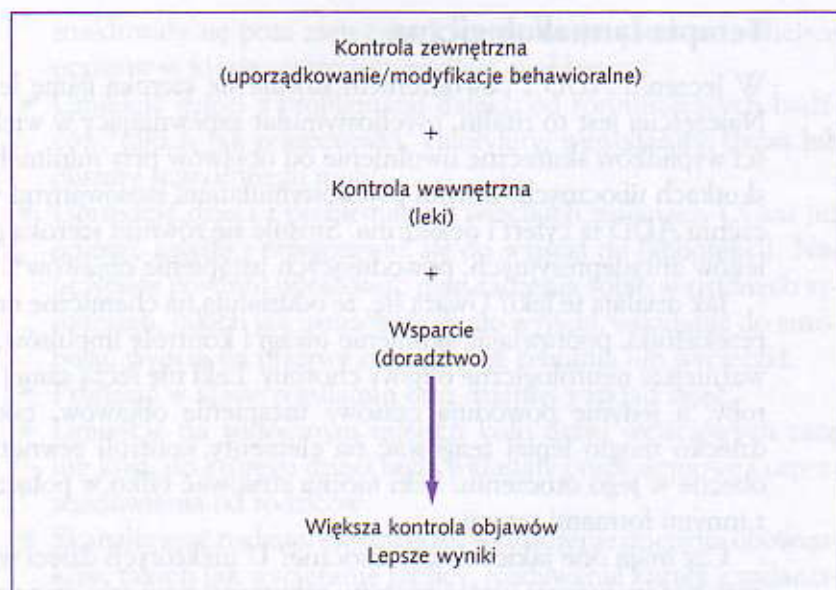 Kontrola zewnętrzna
(uporządkowanie/modyfikacje behawioralne)
+
Kontrola wewnętrzna
(leki)
+
Wsparcie
(doradztwo)
Większa kontrola objawów
Lepsze wyniki